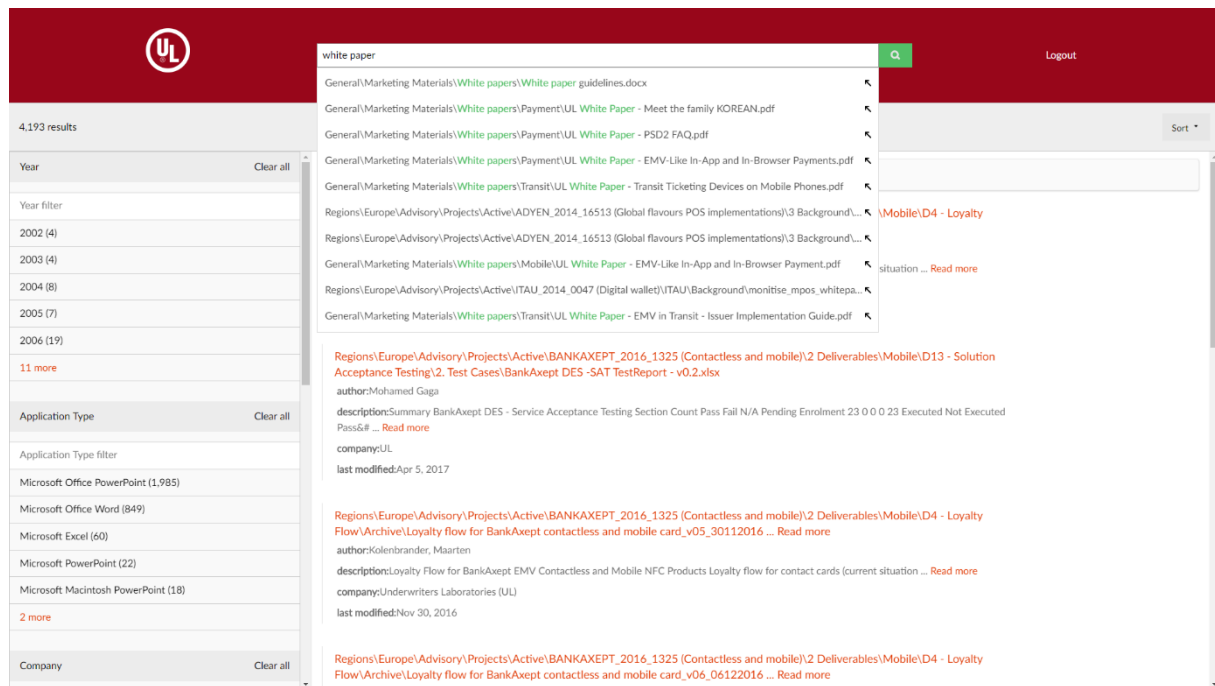 UL
white paper
Logout
General\Marketing Materials\White papers\White paper guidelines.docx
General\Marketing Materials\White papers\Payment\UL White Paper - Meet the family KOREAN.pdf
General\Marketing Materials\White papers\Payment\UL White Paper - PSD2 FAQ.pdf
General\Marketing Materials\White papers\Payment\UL White Paper - EMV-Like In-App and In-Browser Payments.pdf
General\Marketing Materials\White papers\Transit\UL White Paper - Transit Ticketing Devices on Mobile Phones.pdf
Regions\Europe\Advisory\Projects\Active\ADYEN_2014_16513 (Global flavours POS implementations)\3 Background\...
Regions\Europe\Advisory\Projects\Active\ADYEN_2014_16513 (Global flavours POS implementations)\3 Background\...
General\Marketing Materials\White papers\Mobile\UL White Paper - EMV-Like In-App and In-Browser Payment.pdf
Regions\Europe\Advisory\Projects\Active\ITAU_2014_0047 (Digital wallet)\ITAU\Background\monitise_mpos_whitepa...
General\Marketing Materials\White papers\Transit\UL White Paper - EMV in Transit - Issuer Implementation Guide.pdf
4,193 results
Sort
Year
Clear all
Year filter
2002 (4)
2003 (4)
2004 (8)
2005 (7)
2006 (19)
11 more
Application Type
Clear all
Application Type filter
Microsoft Office PowerPoint (1,985)
Microsoft Office Word (849)
Microsoft Excel (60)
Microsoft PowerPoint (22)
Microsoft Macintosh PowerPoint (18)
2 more
Company
Clear all
\Mobile\D4 - Loyalty
situation ... Read more
Regions\Europe\Advisory\Projects\Active\BANKAXEPT_2016_1325 (Contactless and mobile)\2 Deliverables\Mobile\D13 - Solution
Acceptance Testing\2. Test Cases\BankAxept DES -SAT TestReport - v0.2.xlsx
author:Mohamed Gaga
description:Summary BankAxept DES - Service Acceptance Testing Section Count Pass Fail N/A Pending Enrolment 23 0 0 0 23 Executed Not Executed
Pass&# ... Read more
company:UL
last modified:Apr 5, 2017
Regions\Europe\Advisory\Projects\Active\BANKAXEPT_2016_1325 (Contactless and mobile)\2 Deliverables\Mobile\D4 - Loyalty
Flow\Archive\Loyalty flow for BankAxept contactless and mobile card_v05_30112016 ... Read more
author:Kolenbrander, Maarten
description:Loyalty Flow for BankAxept EMV Contactless and Mobile NFC Products Loyalty flow for contact cards (current situation ... Read more
company:Underwriters Laboratories (UL)
last modified:Nov 30, 2016
Regions\Europe\Advisory\Projects\Active\BANKAXEPT_2016_1325 (Contactless and mobile)\2 Deliverables\Mobile\D4 - Loyalty
Flow\Archive\Loyalty flow for BankAxept contactless and mobile card_v06_06122016 ... Read more